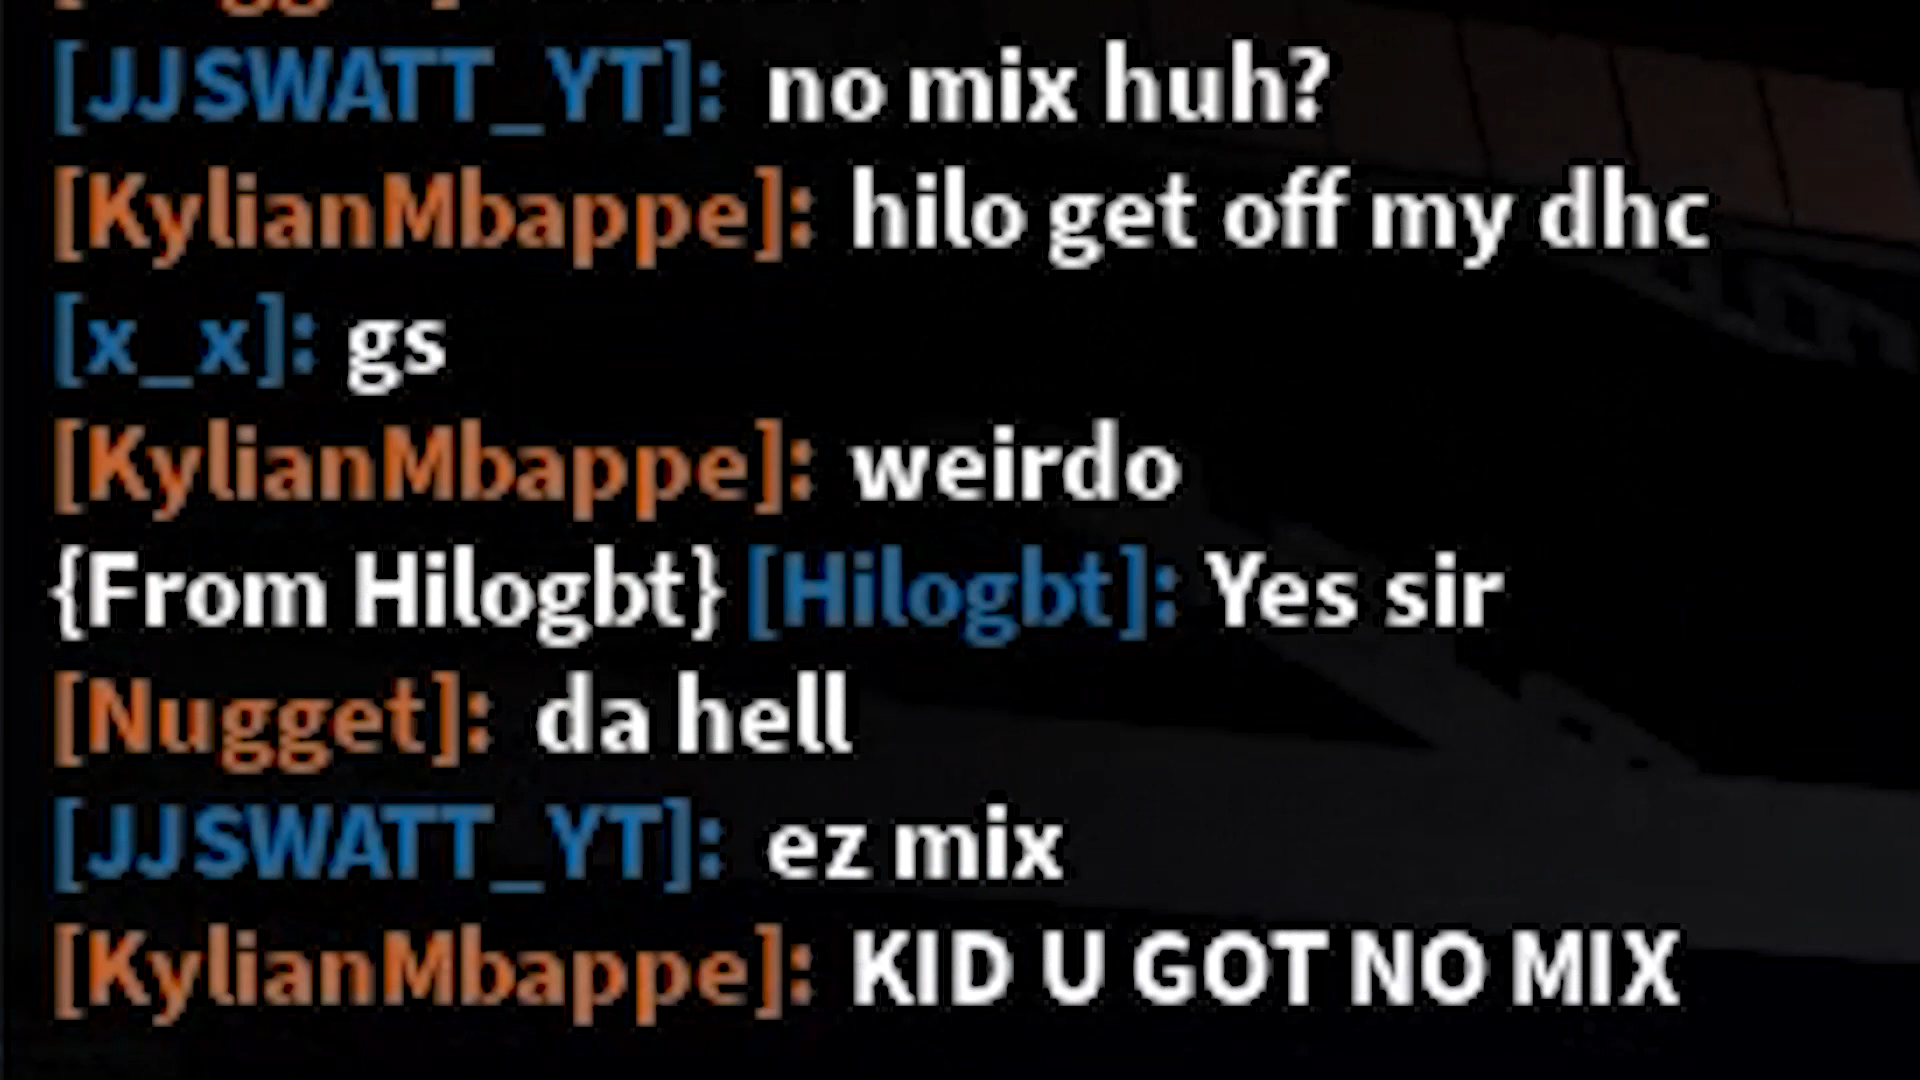 [JJSWATT_YT]: no mix huh?
[KylianMbappe]: hilo get off my dhc
[x_x]: gs
[KylianMbappe]: weirdo
{From Hilogbt} [Hilogbt]: Yes sir
[Nugget]: da hell
[JJSWATT_YT]: ez mix
[KylianMbappe]: KID U GOT NO MIX